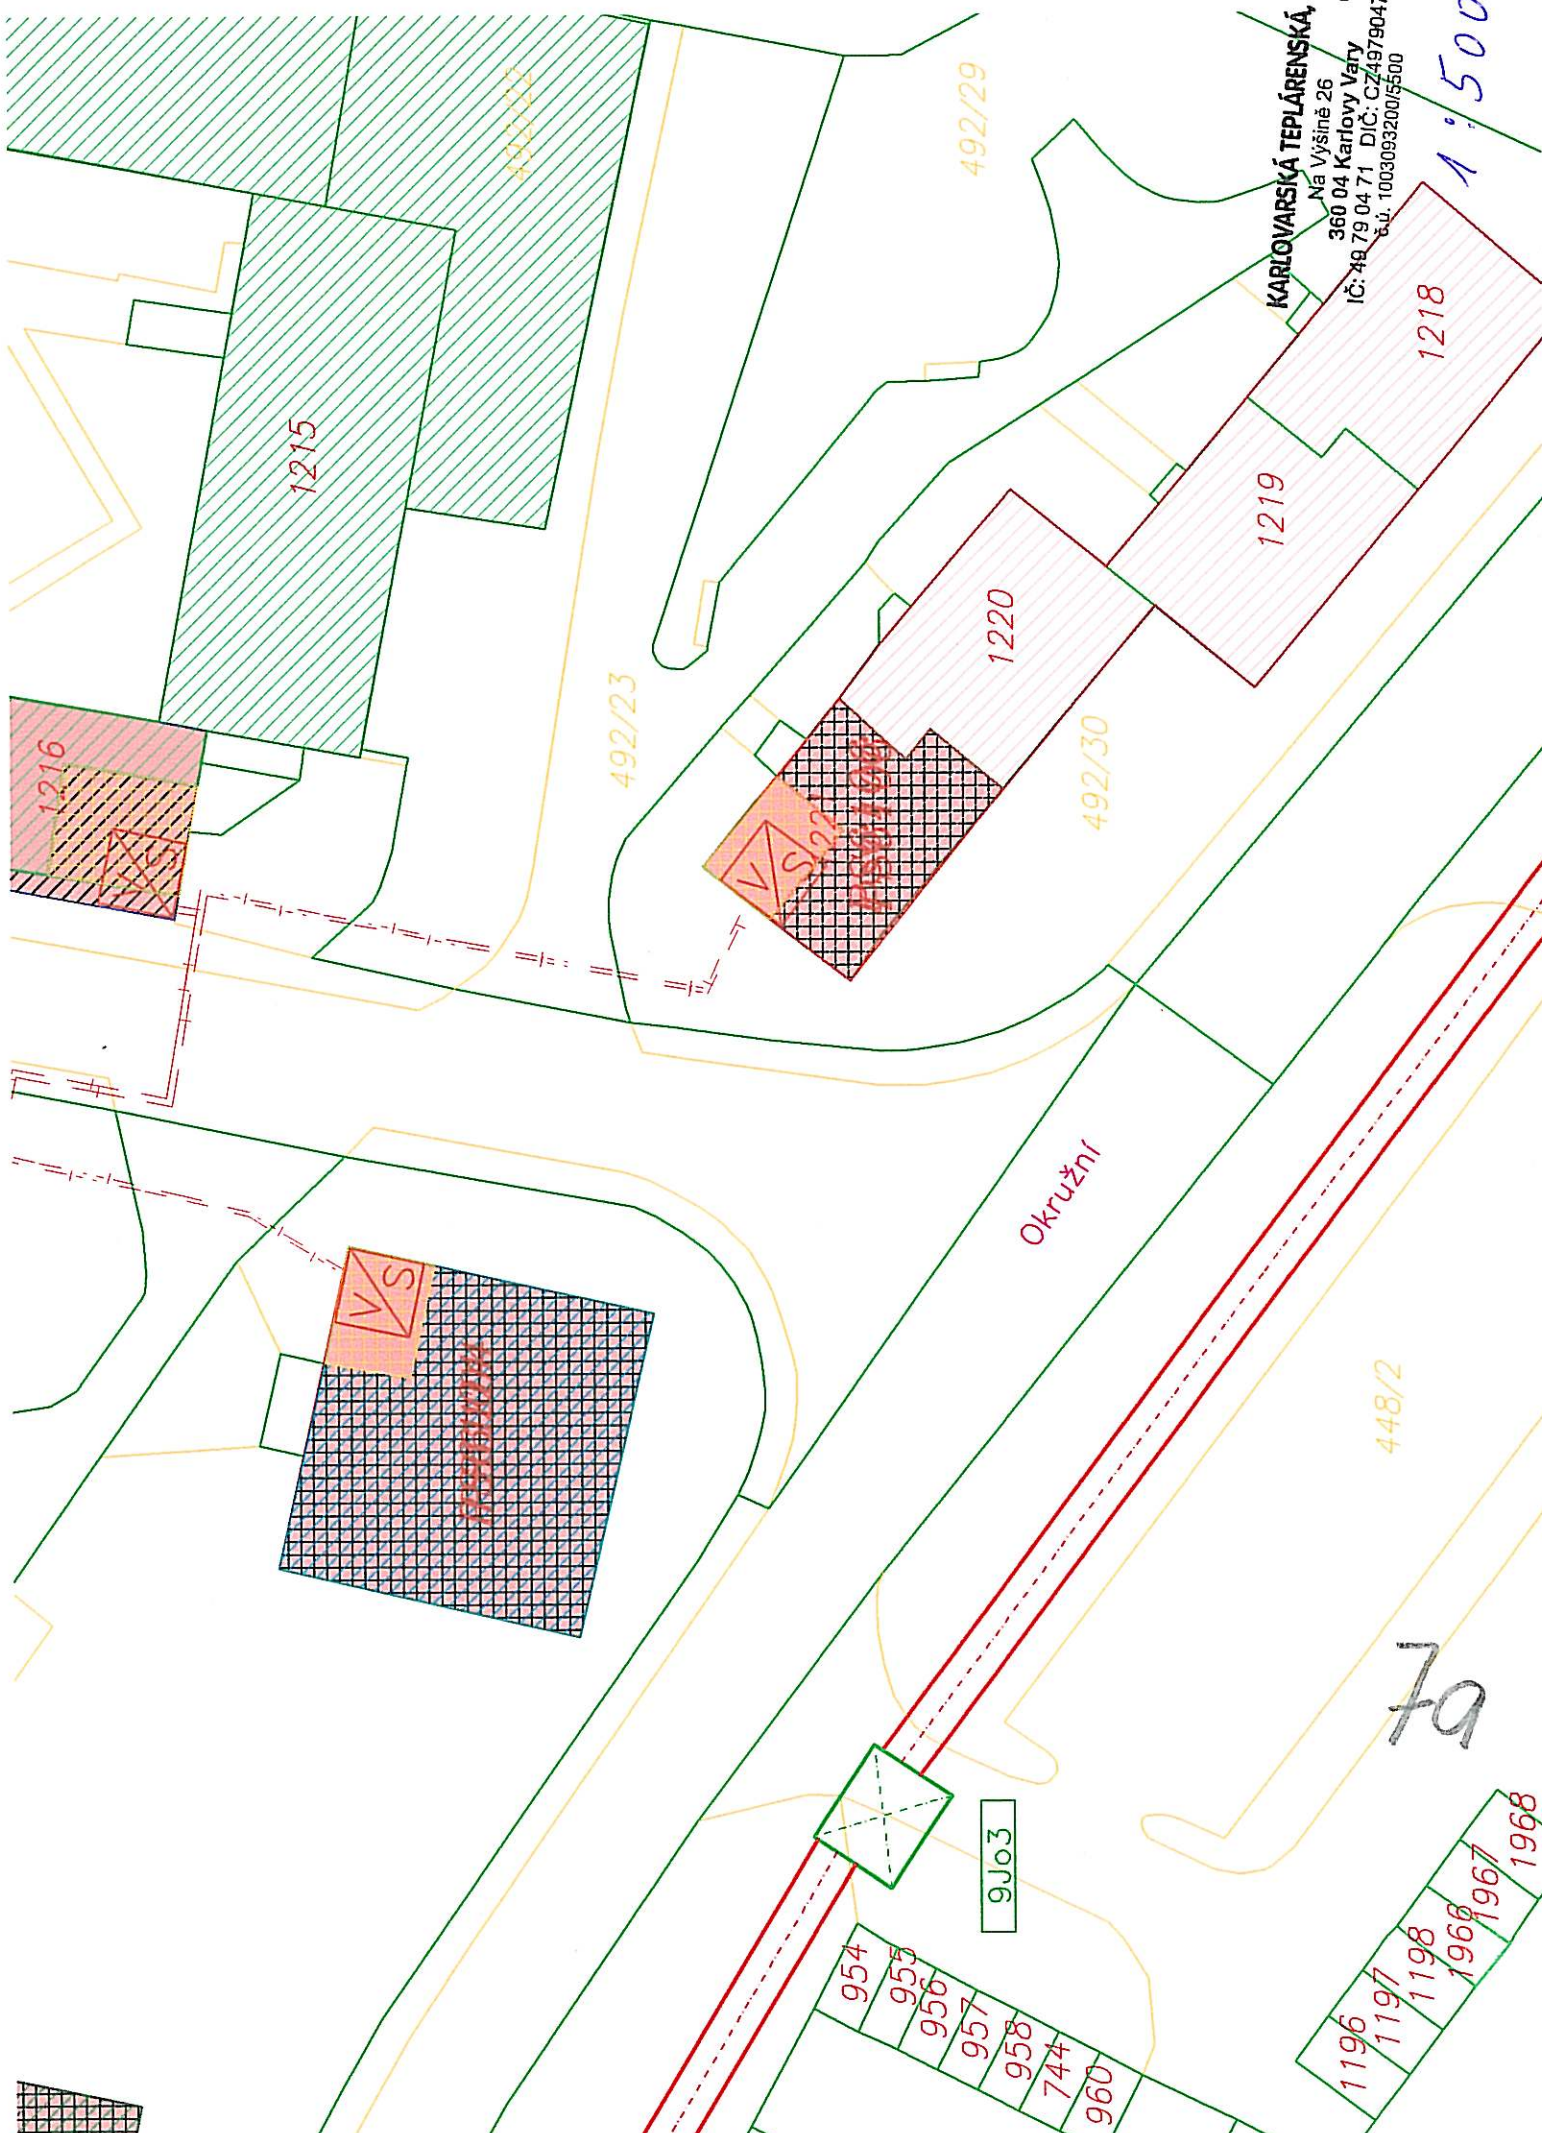 KARLOVARSKÁ TEPLÁRENSKÁ,
Na Výšině 26
360 04 Karlovy Vary
IČ: 49 79 04 71 DIČ: CZ4979047
č.ú. 1003093200/5500
1:500
492/22
492/29
1215
1218
1219
1216
1220
492/23
492/30
V
S
V
S
V
S
Okružní
448/2
7a
9Jo3
954
955
956
957
958
744
960
1968
1967
1966
1198
1197
1196